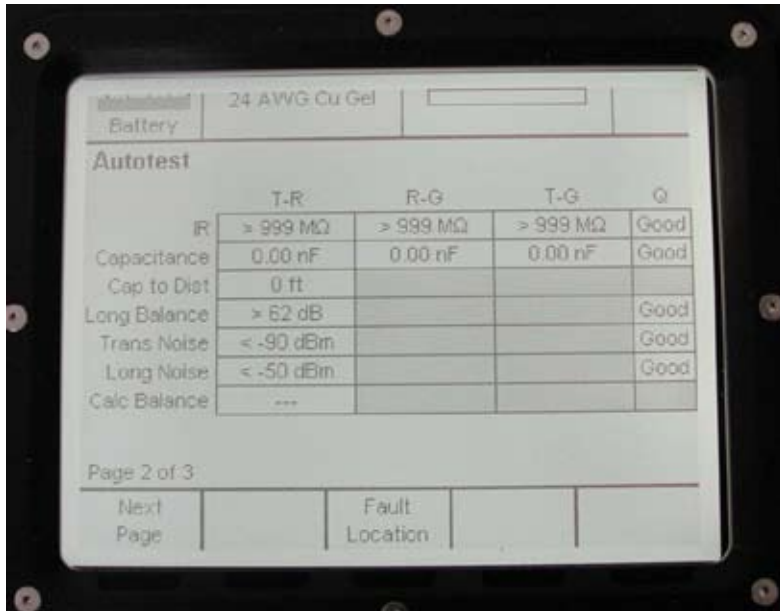 24 AWG Cu Gel
Battery
Autotest
T-R R-G T-G Q
IR > 999 MΩ > 999 MΩ > 999 MΩ Good
Capacitance 0.00 nF 0.00 nF 0.00 nF Good
Cap to Dist 0 ft
Long Balance > 62 dB Good
Trans Noise < -90 dBm Good
Long Noise < -50 dBm Good
Calc Balance ---
Page 2 of 3
Next Page
Fault Location